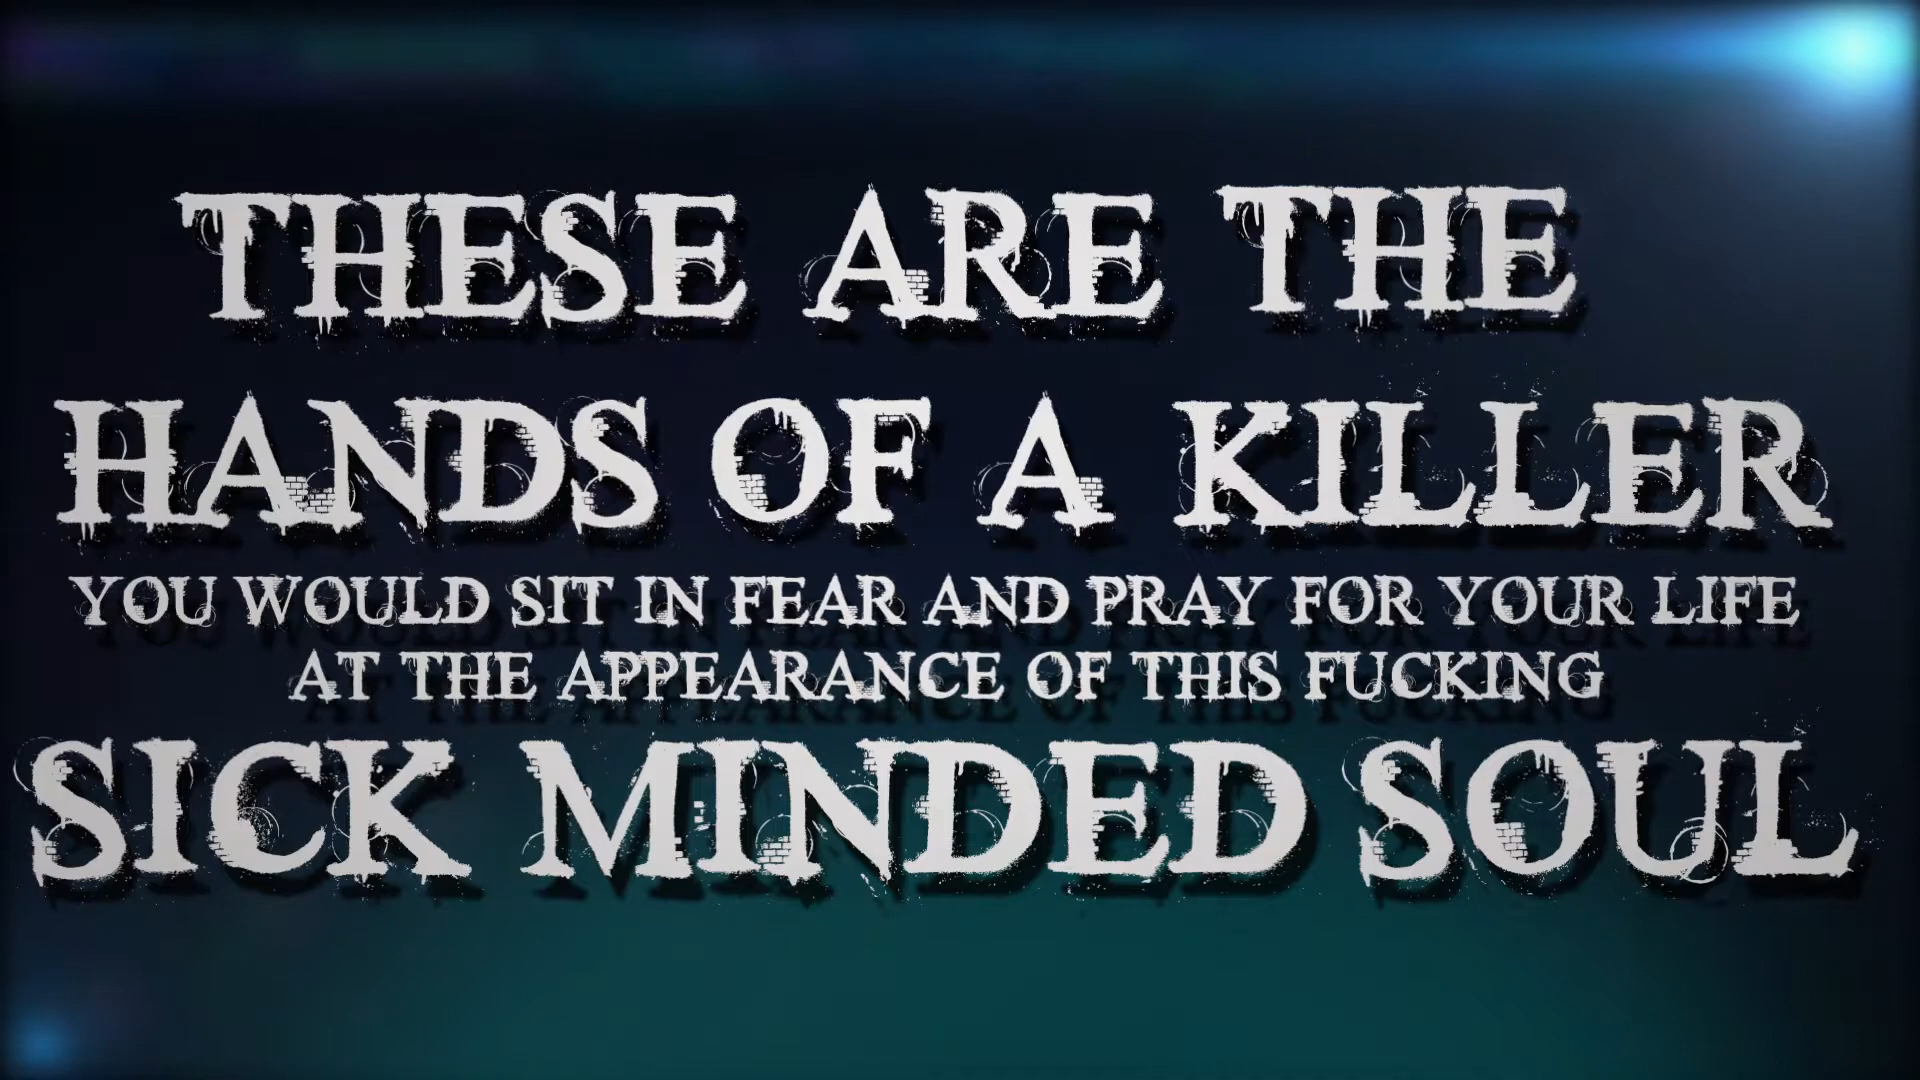 THESE ARE THE
HANDS OF A KILLER
YOU WOULD SIT IN FEAR AND PRAY FOR YOUR LIFE
AT THE APPEARANCE OF THIS FUCKING
SICK MINDED SOUL